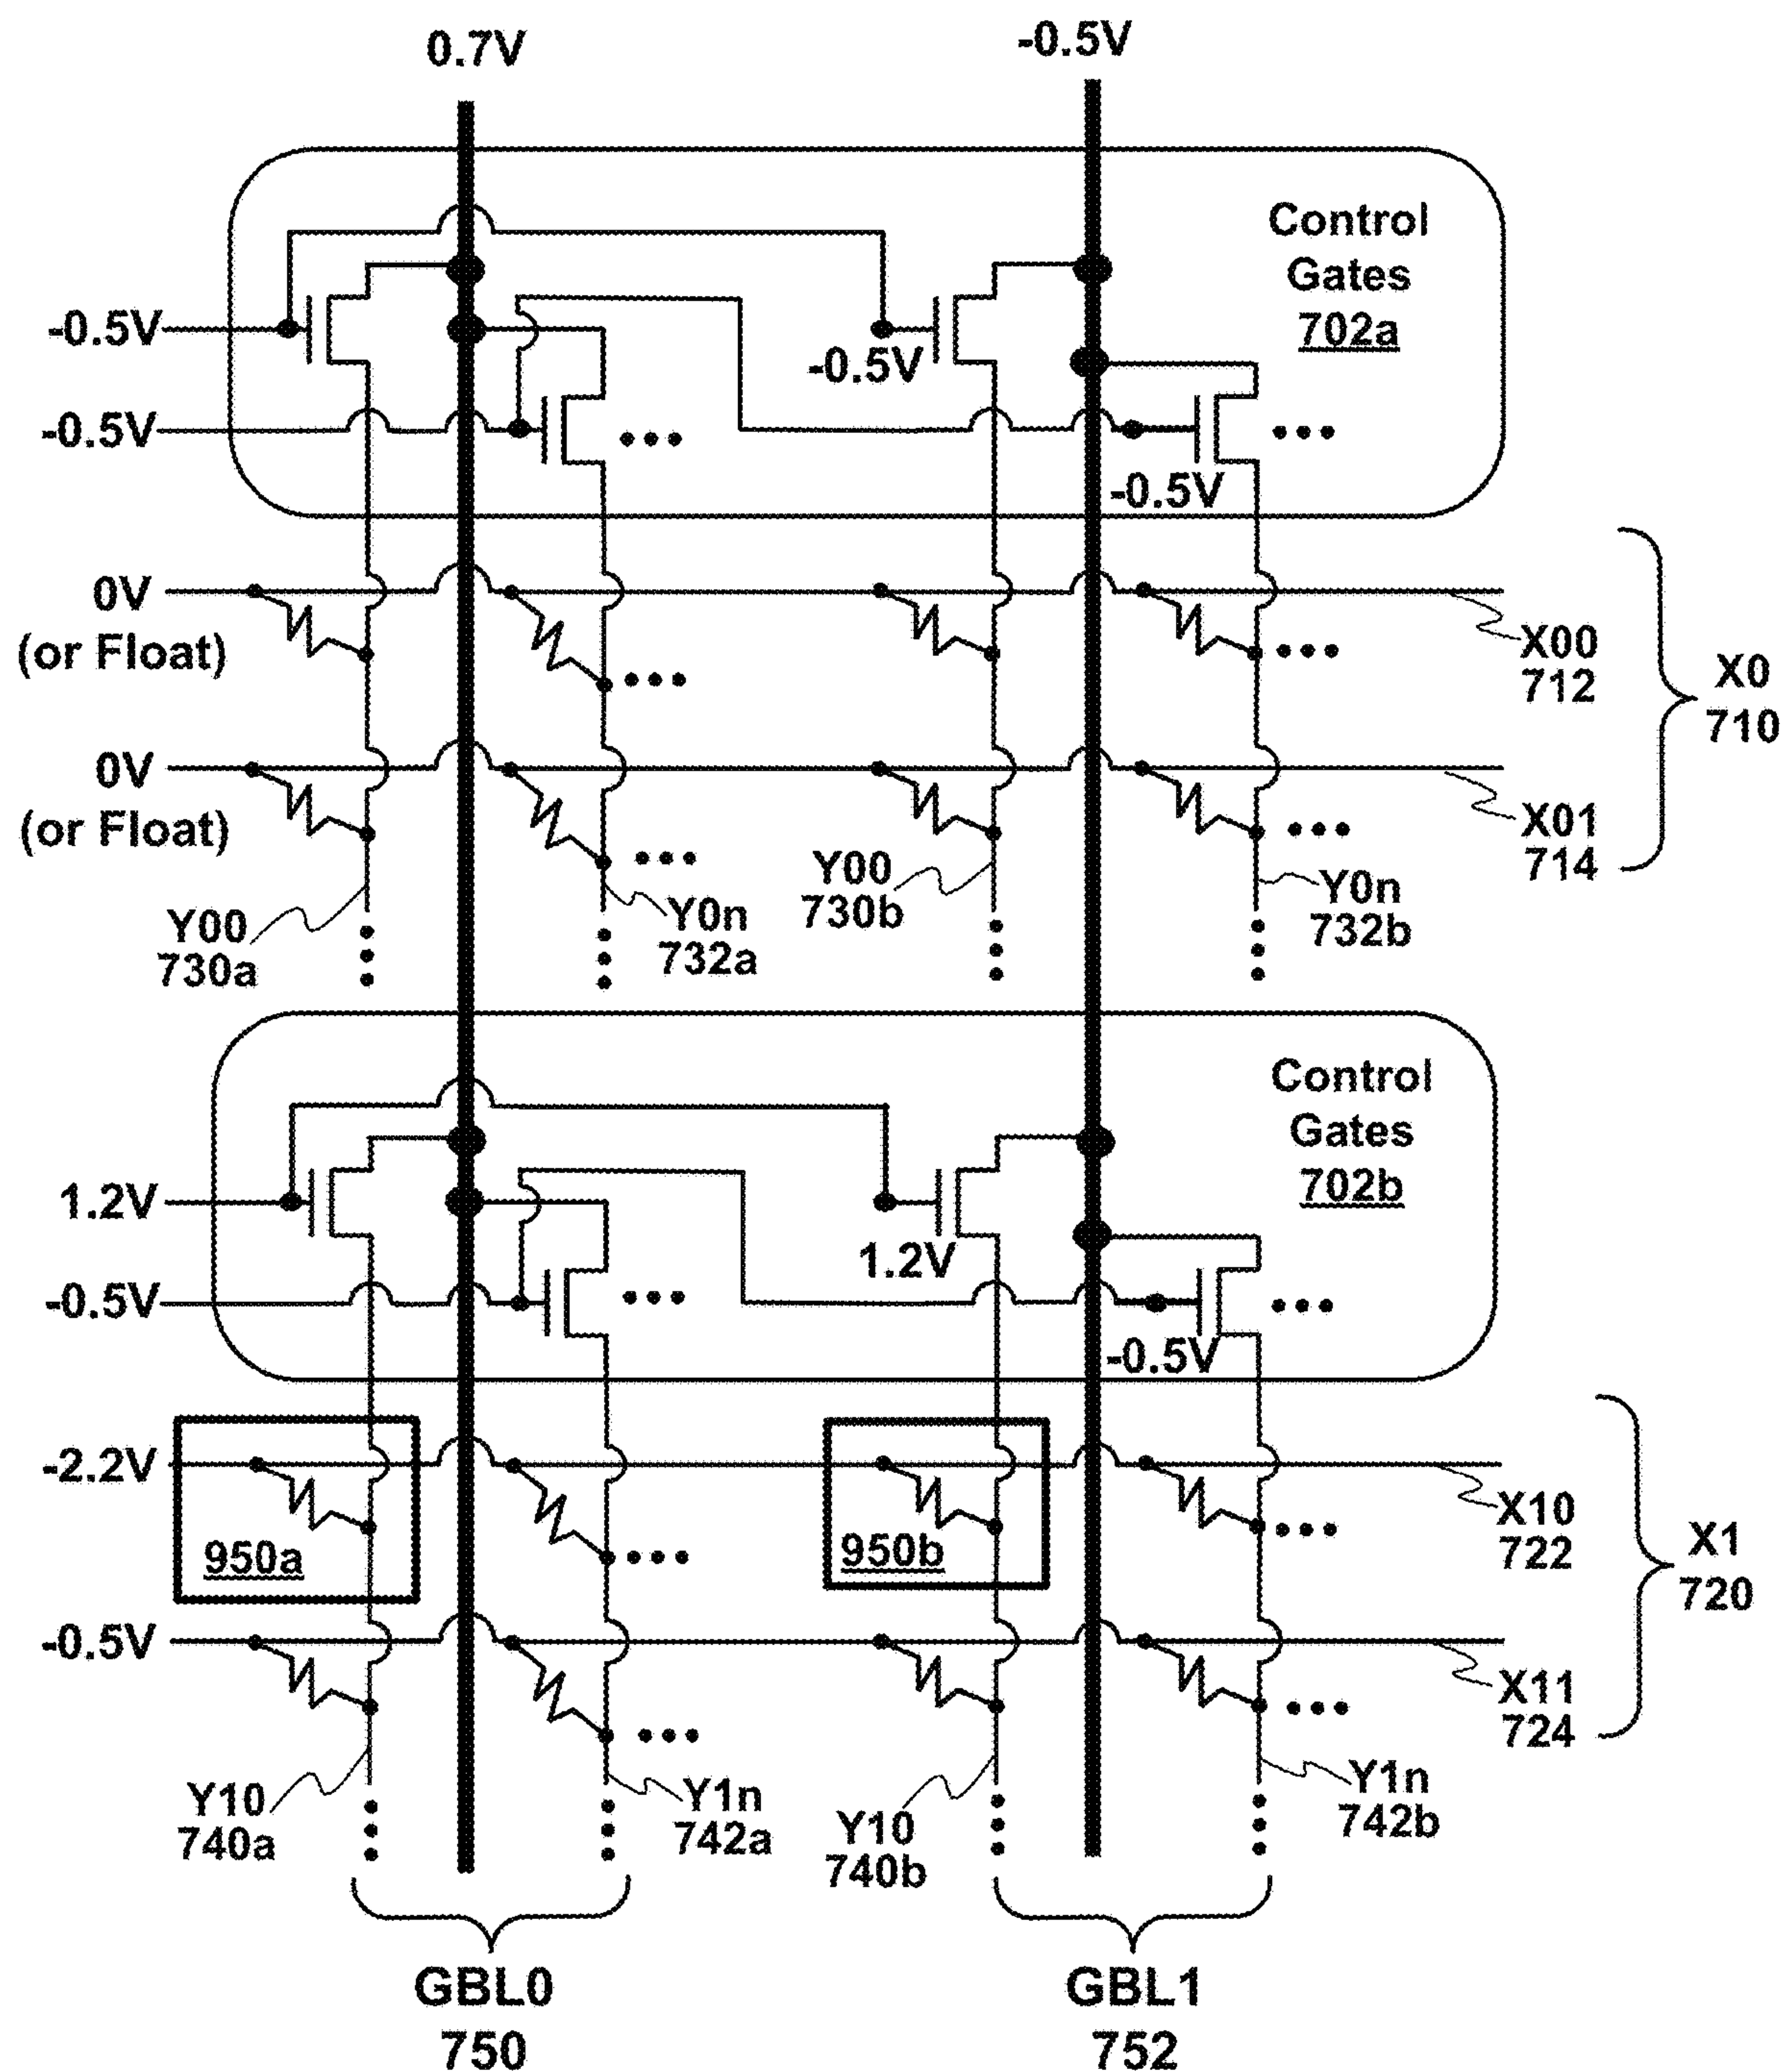 0.7V
-0.5V
Control
Gates
702a
-0.5V
-0.5V
-0.5V
-0.5V
0V
(or Float)
X00
712
X0
710
0V
(or Float)
X01
714
Y00
730a
Y0n
732a
Y00
730b
Y0n
732b
Control
Gates
702b
1.2V
1.2V
-0.5V
-0.5V
-2.2V
950a
950b
X10
722
X1
720
-0.5V
X11
724
Y10
740a
Y1n
742a
Y10
740b
Y1n
742b
GBL0
750
GBL1
752